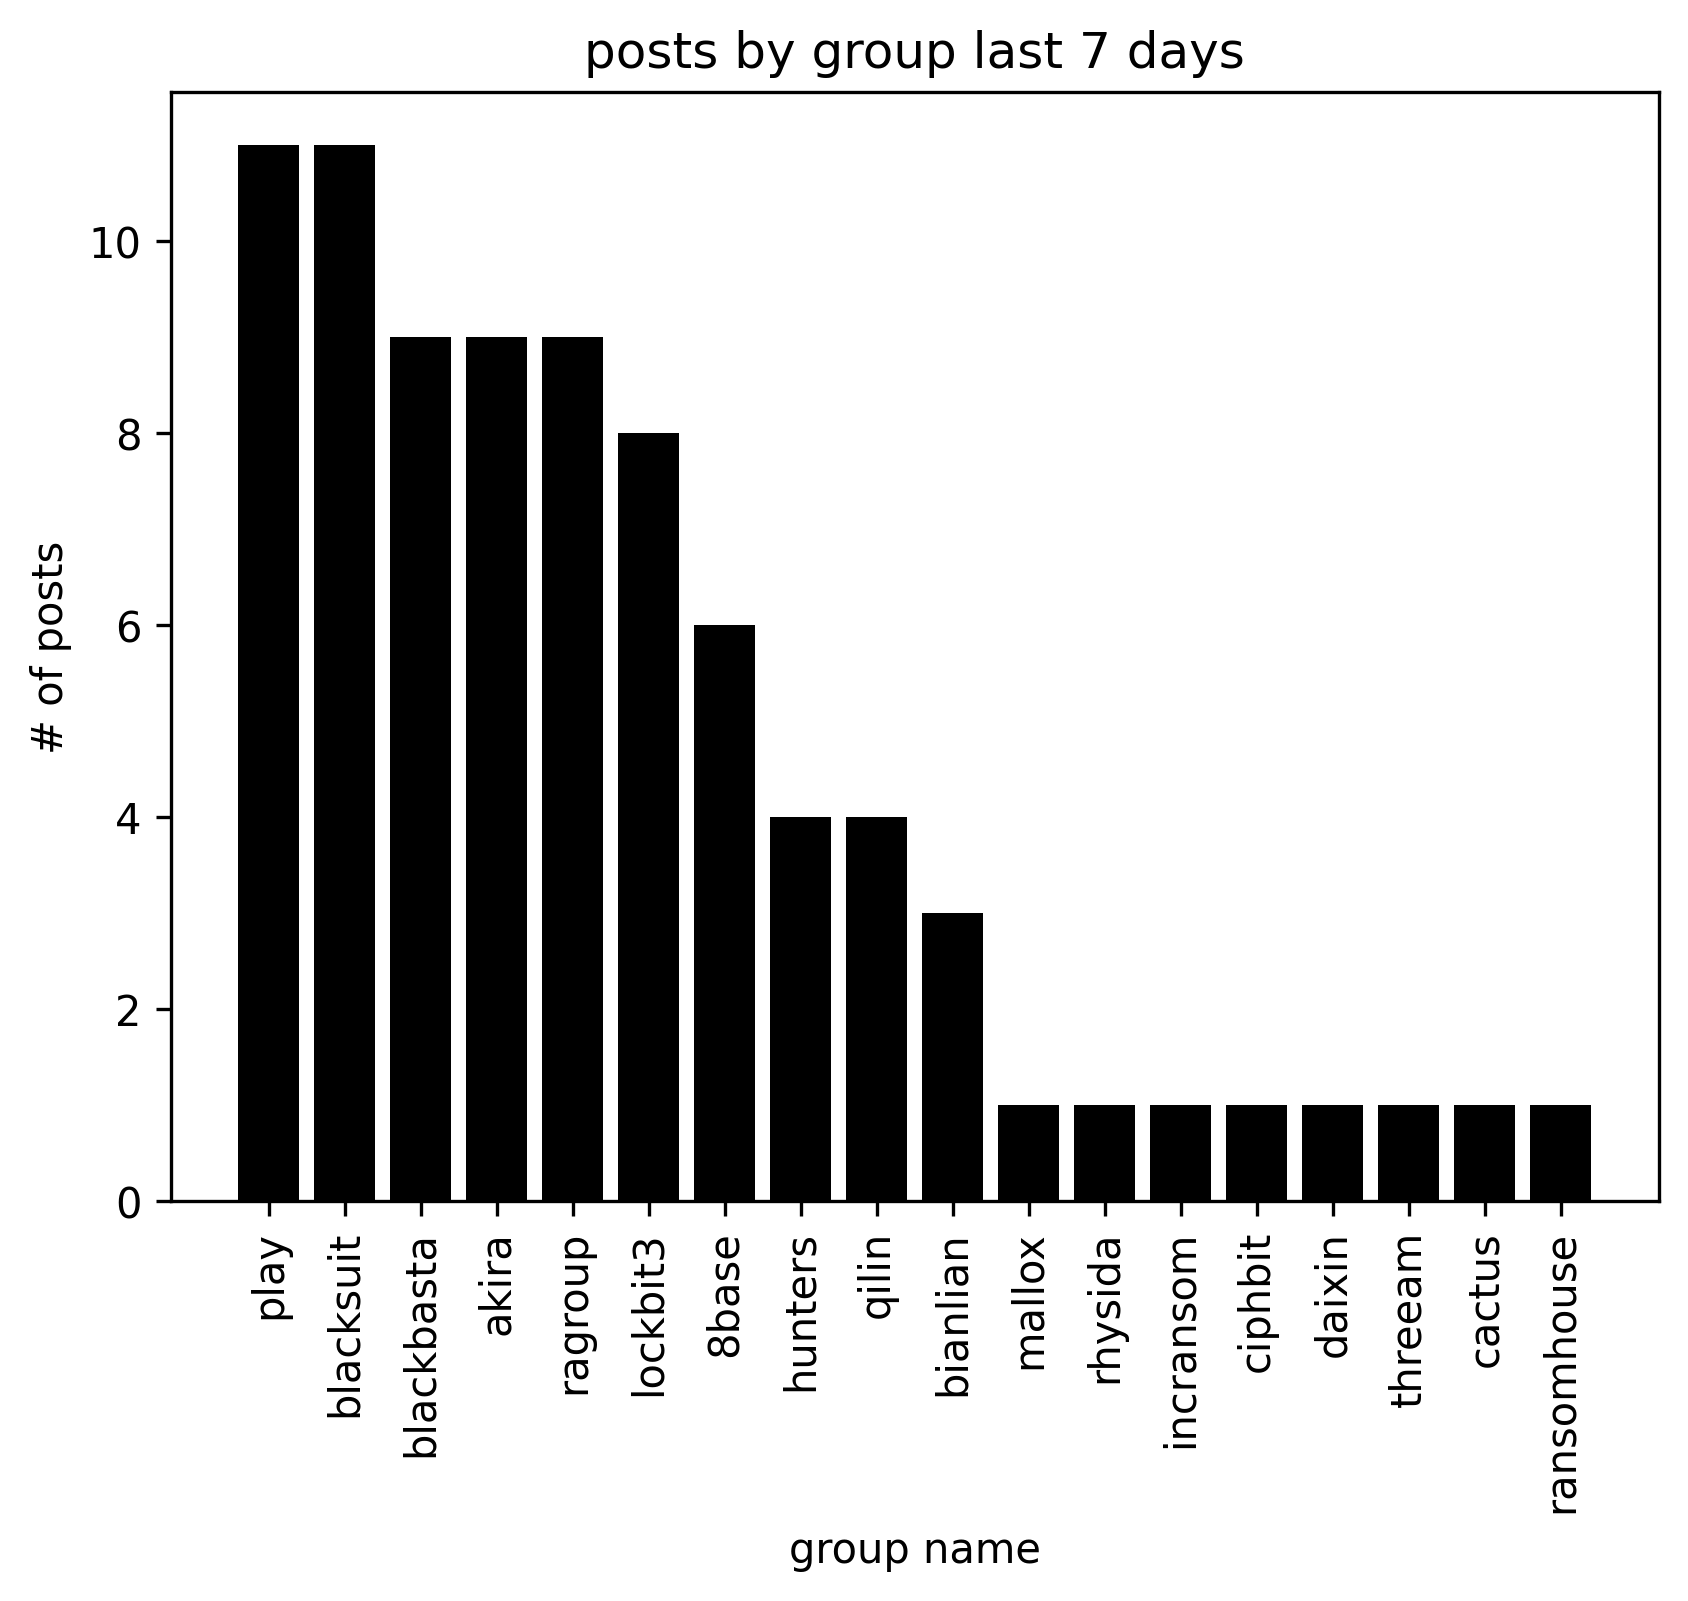 posts by group last 7 days
# of posts
10
8
6
4
2
0
play
blacksuit
blackbasta
akira
ragroup
lockbit3
8base
hunters
qilin
bianlian
mallox
rhysida
incransom
ciphbit
daixin
threeam
cactus
ransomhouse
group name